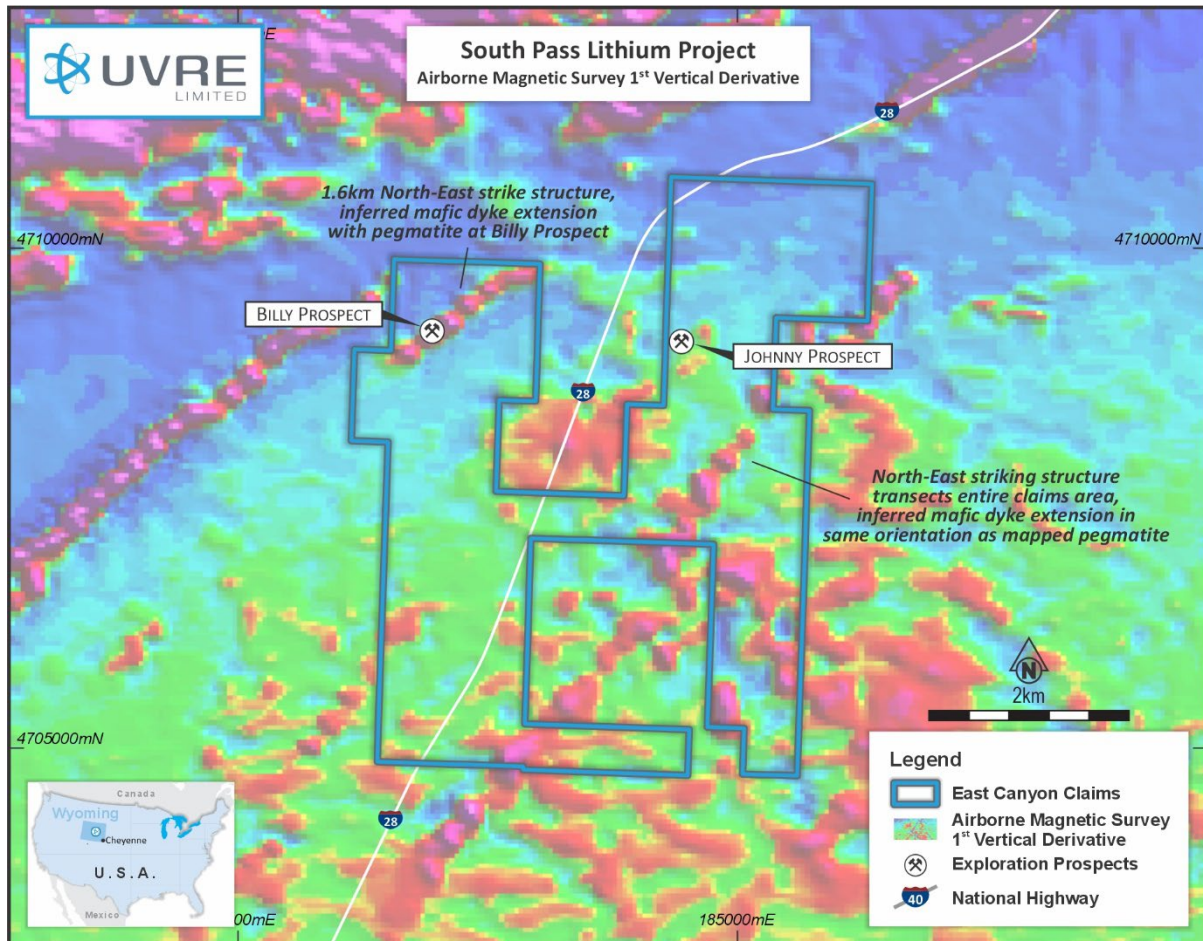 UVRE
LIMITED
E
South Pass Lithium Project
Airborne Magnetic Survey 1st Vertical Derivative
28
1.6km North-East strike structure,
inferred mafic dyke extension
with pegmatite at Billy Prospect
4710000mN
4710000mN
BILLY PROSPECT
JOHNNY PROSPECT
28
North-East striking structure
transects entire claims area,
inferred mafic dyke extension in
same orientation as mapped pegmatite
N
2km
4705000mN
Legend
East Canyon Claims
Airborne Magnetic Survey
1st Vertical Derivative
Exploration Prospects
40
National Highway
Canada
Wyoming
Cheyenne
U.S.A.
Mexico
28
000mE
185000mE